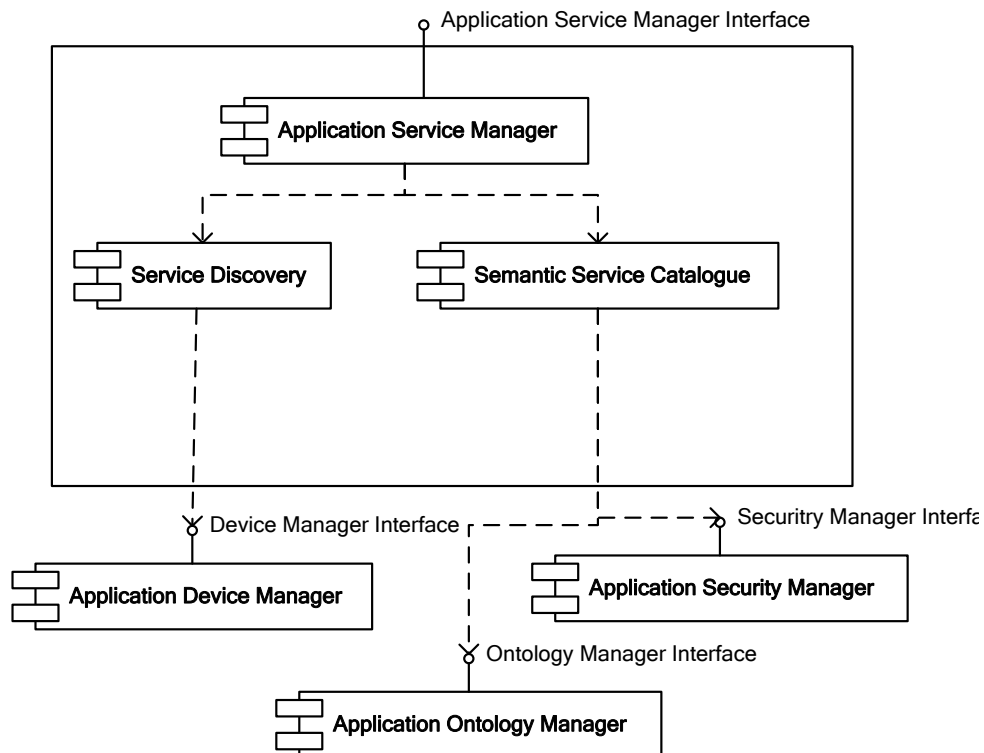 Application Service Manager Interface
Application Service Manager
Service Discovery
Semantic Service Catalogue
Device Manager Interface
Securitry Manager Interfa
Application Device Manager
Application Security Manager
Ontology Manager Interface
Application Ontology Manager